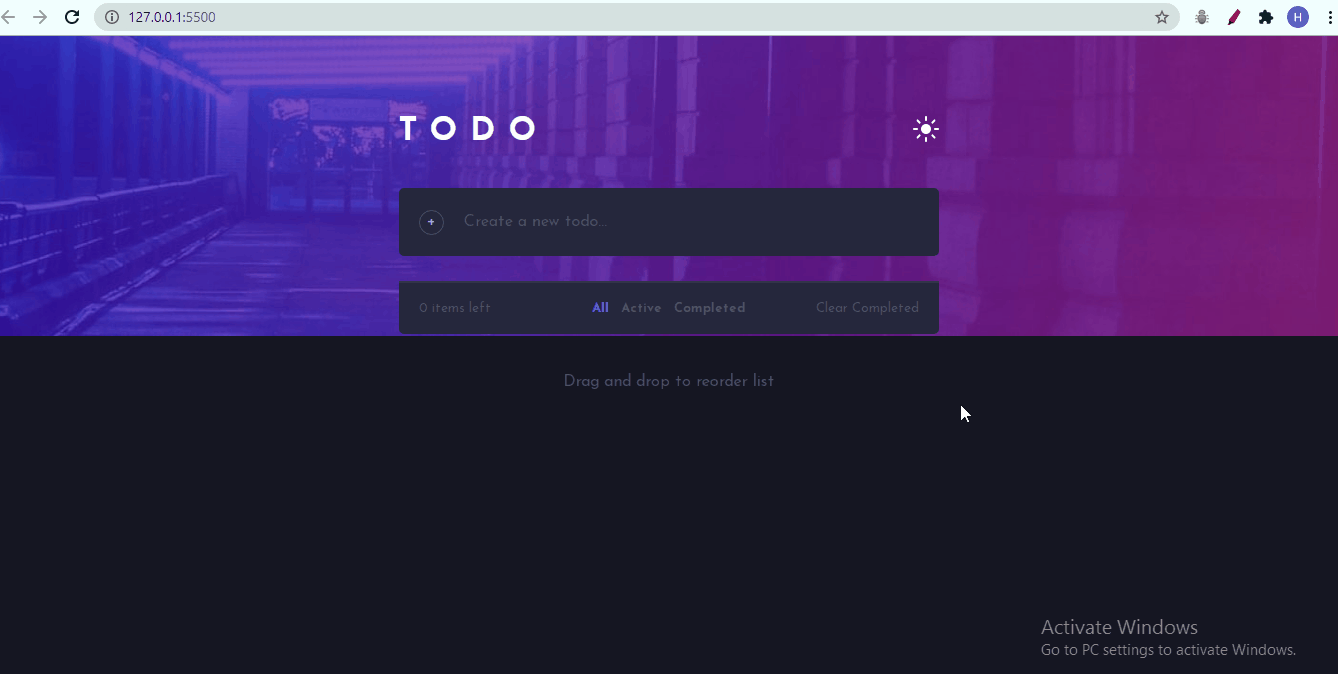 127.0.0.1:5500
H
TODO
+ Create a new todo...
0 items left All Active Completed Clear Completed
Drag and drop to reorder list
Activate Windows
Go to PC settings to activate Windows.